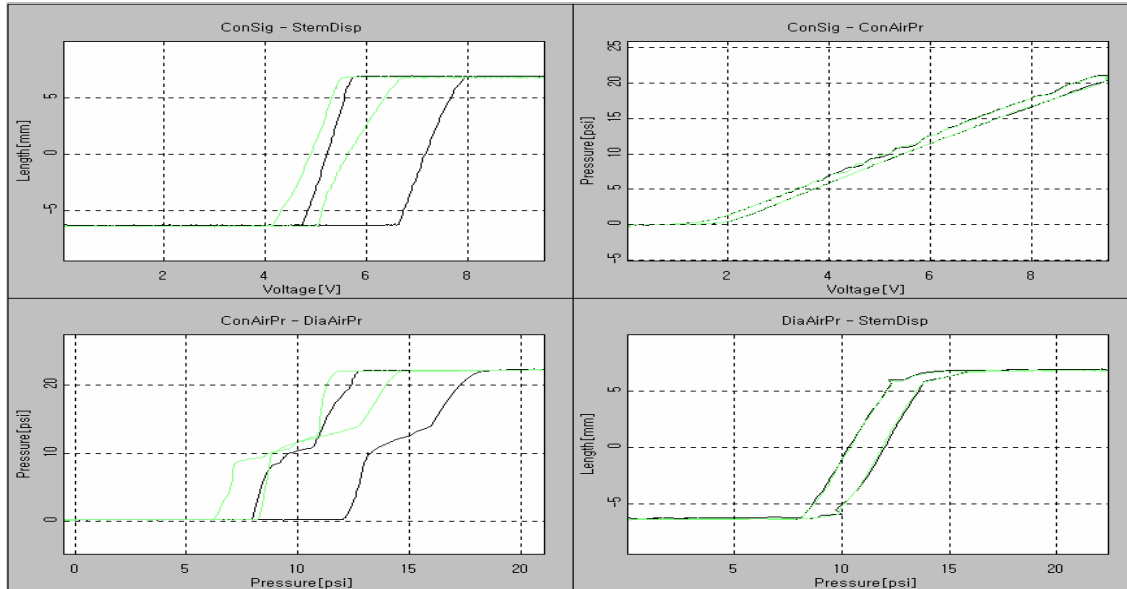 ConSig - StemDisp
Length[mm]
5
0
-5
2 4 6 8
Voltage[V]
ConSig - ConAirPr
Pressure[psi]
25
20
15
10
5
0
-5
2 4 6 8
Voltage[V]
ConAirPr - DiaAirPr
Pressure[psi]
20
10
0
0 5 10 15 20
Pressure[psi]
DiaAirPr - StemDisp
Length[mm]
5
0
-5
5 10 15 20
Pressure[psi]